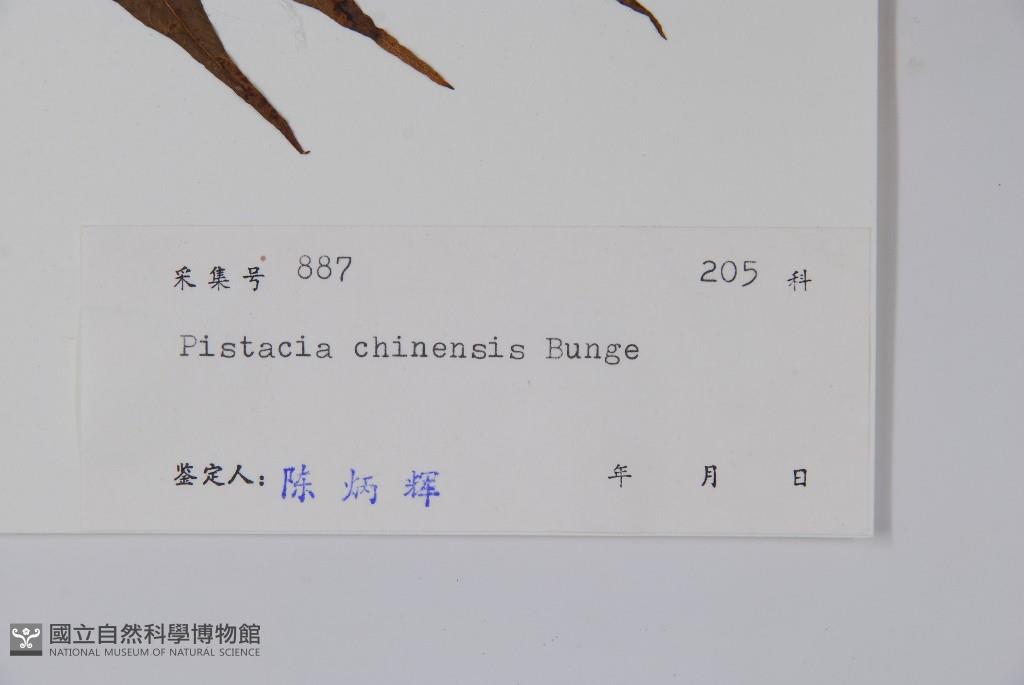 采集号 887 205 科
Pistacia chinensis Bunge
鉴定人: 陈炳辉 年 月 日
國立自然科學博物館
NATIONAL MUSEUM OF NATURAL SCIENCE